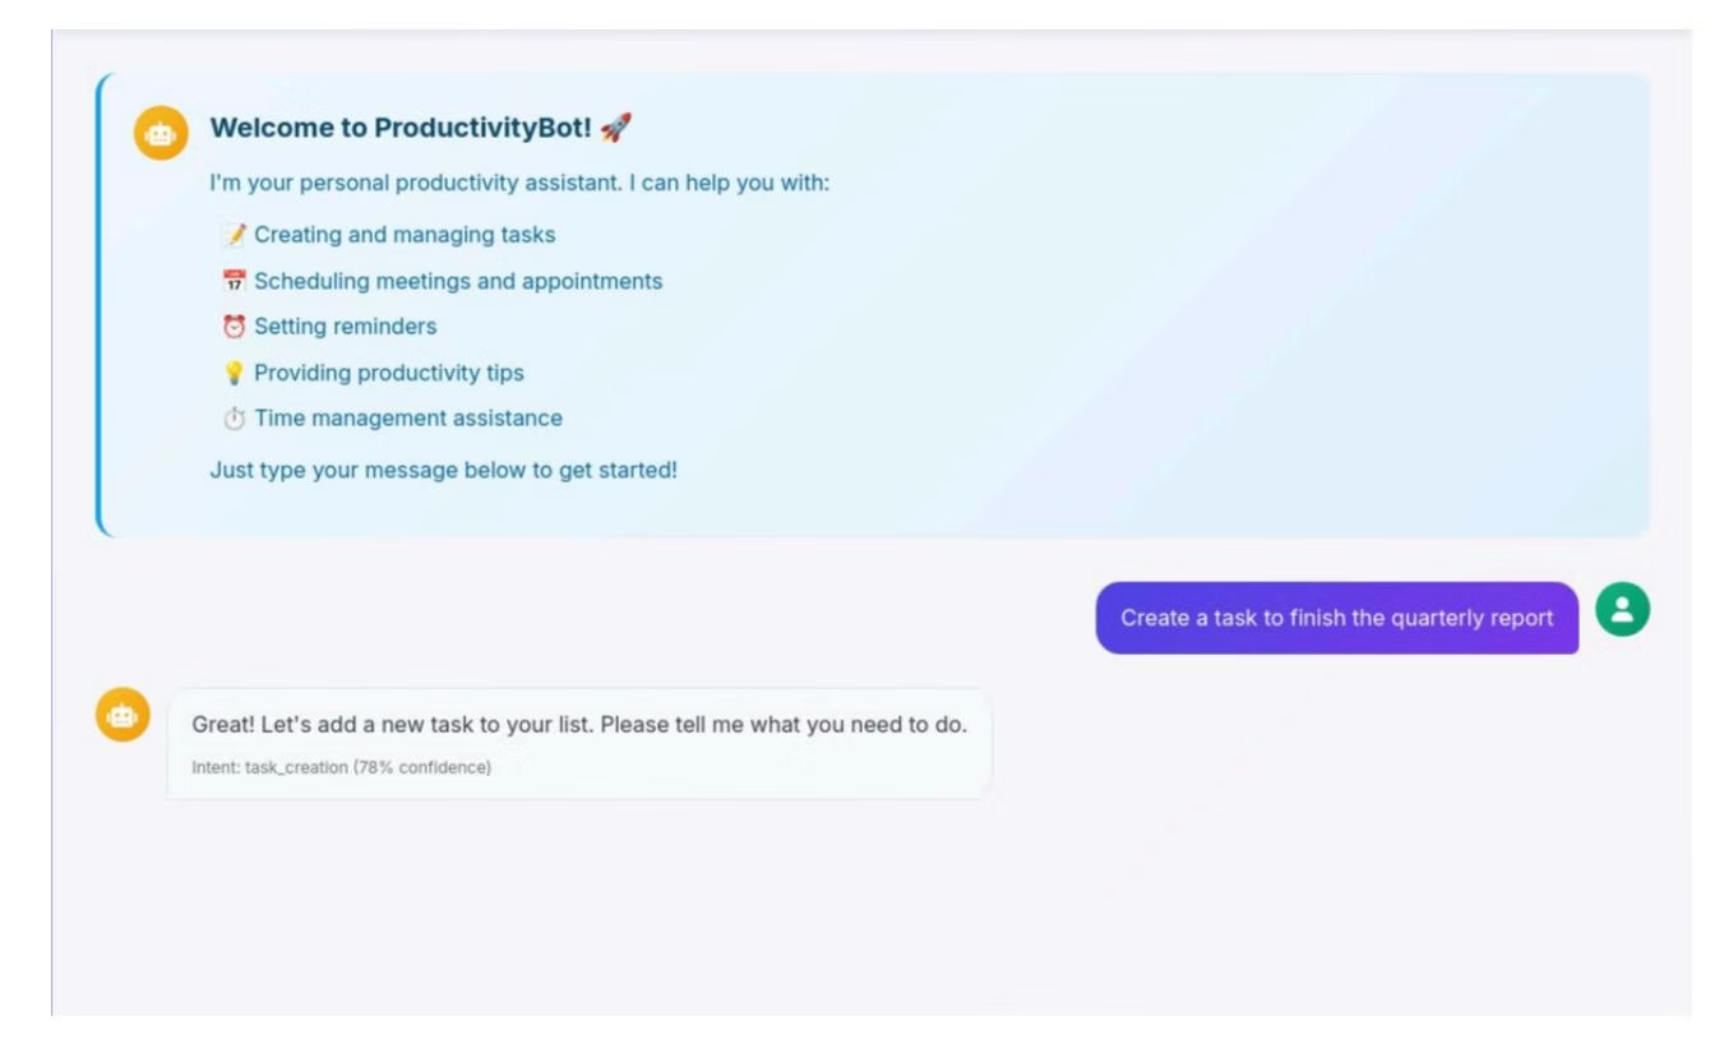 Welcome to ProductivityBot! 🚀
I'm your personal productivity assistant. I can help you with:
📝 Creating and managing tasks
📅 Scheduling meetings and appointments
⏰ Setting reminders
💡 Providing productivity tips
⏱️ Time management assistance
Just type your message below to get started!
Create a task to finish the quarterly report
Great! Let's add a new task to your list. Please tell me what you need to do.
Intent: task_creation (78% confidence)